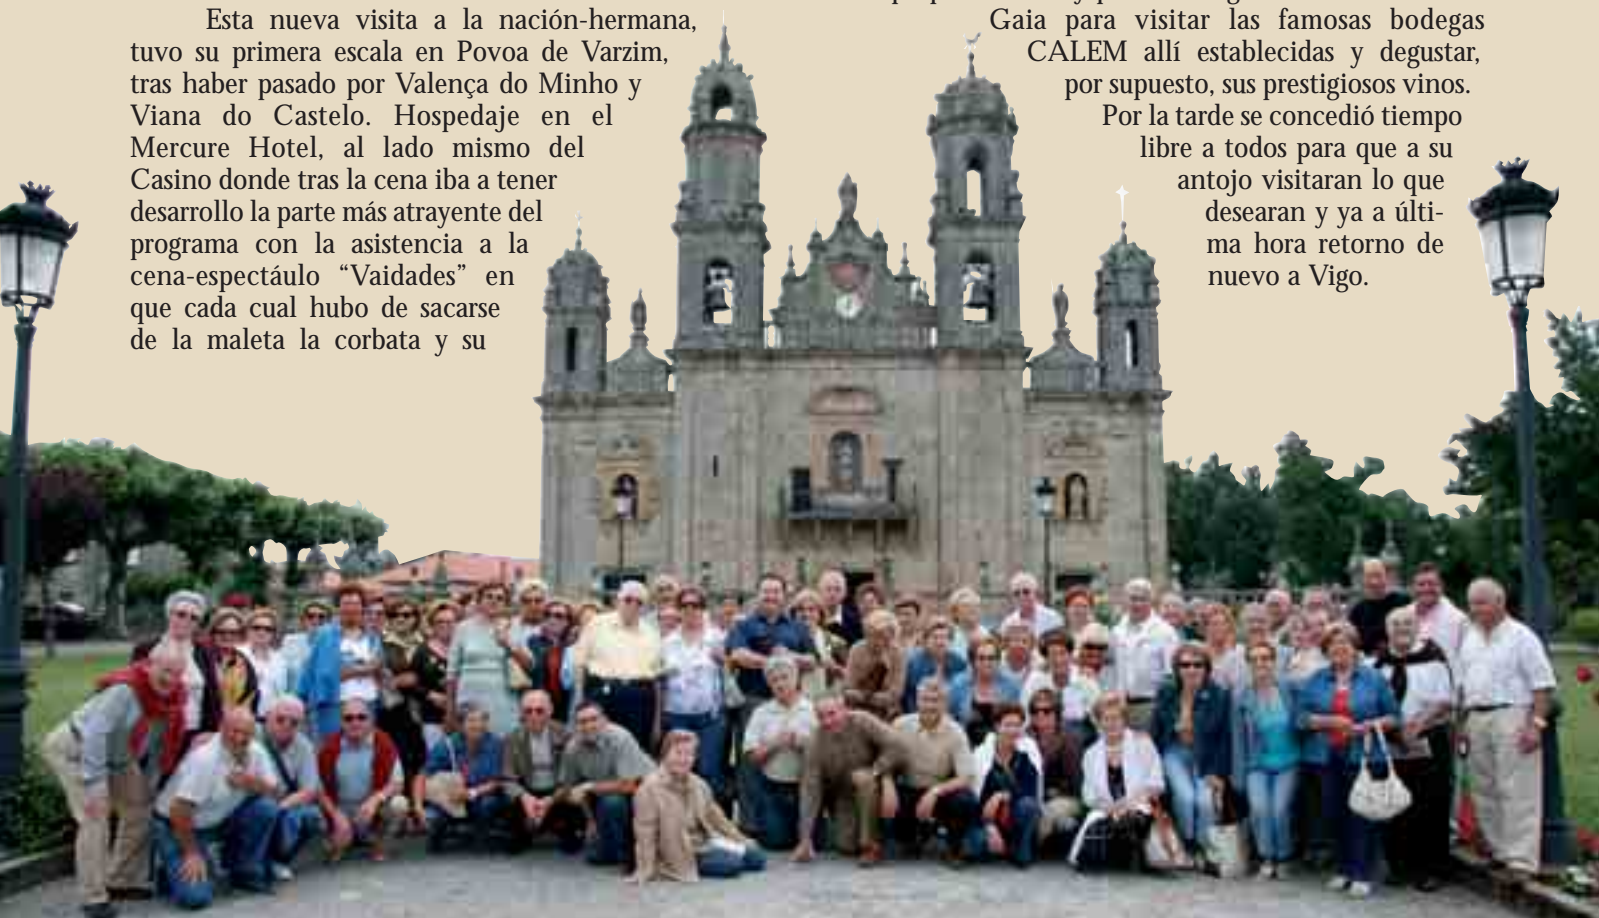 Esta nueva visita a la nación-hermana,
tuvo su primera escala en Povoa de Varzim,
tras haber pasado por Valença do Minho y
Viana do Castelo. Hospedaje en el
Mercure Hotel, al lado mismo del
Casino donde tras la cena iba a tener
desarrollo la parte más atrayente del
programa con la asistencia a la
cena-espectáulo “Vaidades” en
que cada cual hubo de sacarse
de la maleta la corbata y su
Gaia para visitar las famosas bodegas
CALEM allí establecidas y degustar,
por supuesto, sus prestigiosos vinos.
Por la tarde se concedió tiempo
libre a todos para que a su
antojo visitaran lo que
desearan y ya a últi-
ma hora retorno de
nuevo a Vigo.